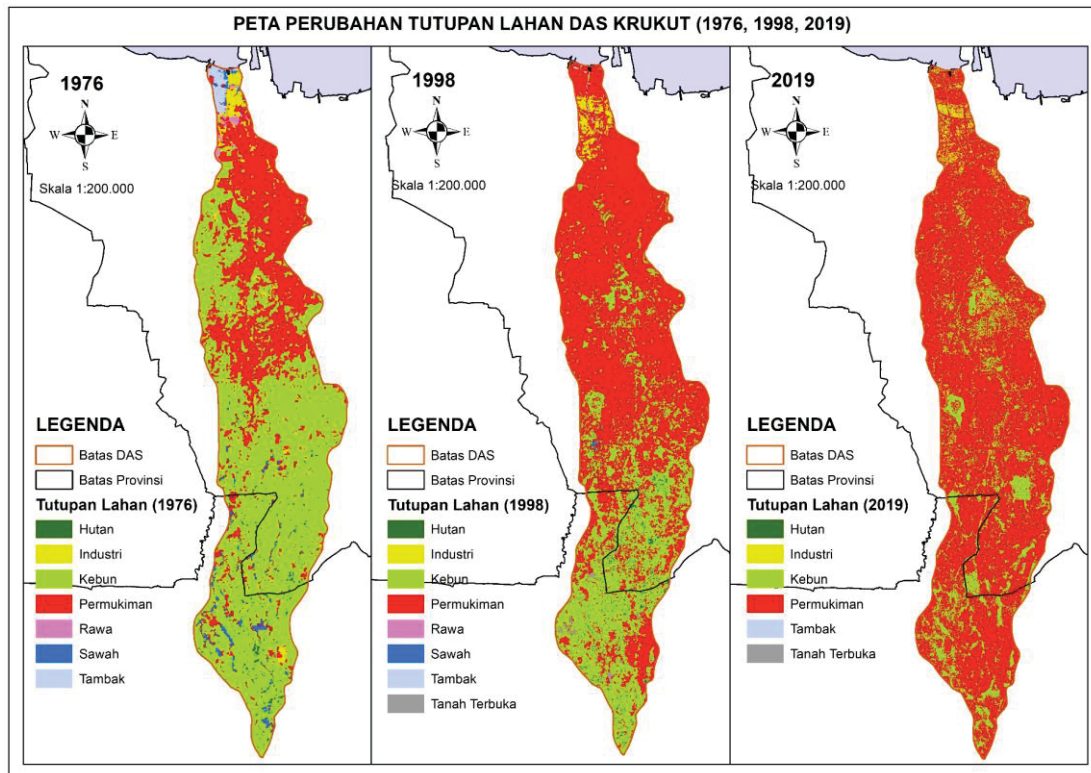 PETA PERUBAHAN TUTUPAN LAHAN DAS KRUKUT (1976, 1998, 2019)
1976
N
W E
S
Skala 1:200.000
LEGENDA
Batas DAS
Batas Provinsi
Tutupan Lahan (1976)
Hutan
Industri
Kebun
Permukiman
Rawa
Sawah
Tambak
1998
N
W E
S
Skala 1:200.000
LEGENDA
Batas DAS
Batas Provinsi
Tutupan Lahan (1998)
Hutan
Industri
Kebun
Permukiman
Rawa
Sawah
Tambak
Tanah Terbuka
2019
N
W E
S
Skala 1:200.000
LEGENDA
Batas DAS
Batas Provinsi
Tutupan Lahan (2019)
Hutan
Industri
Kebun
Permukiman
Tambak
Tanah Terbuka